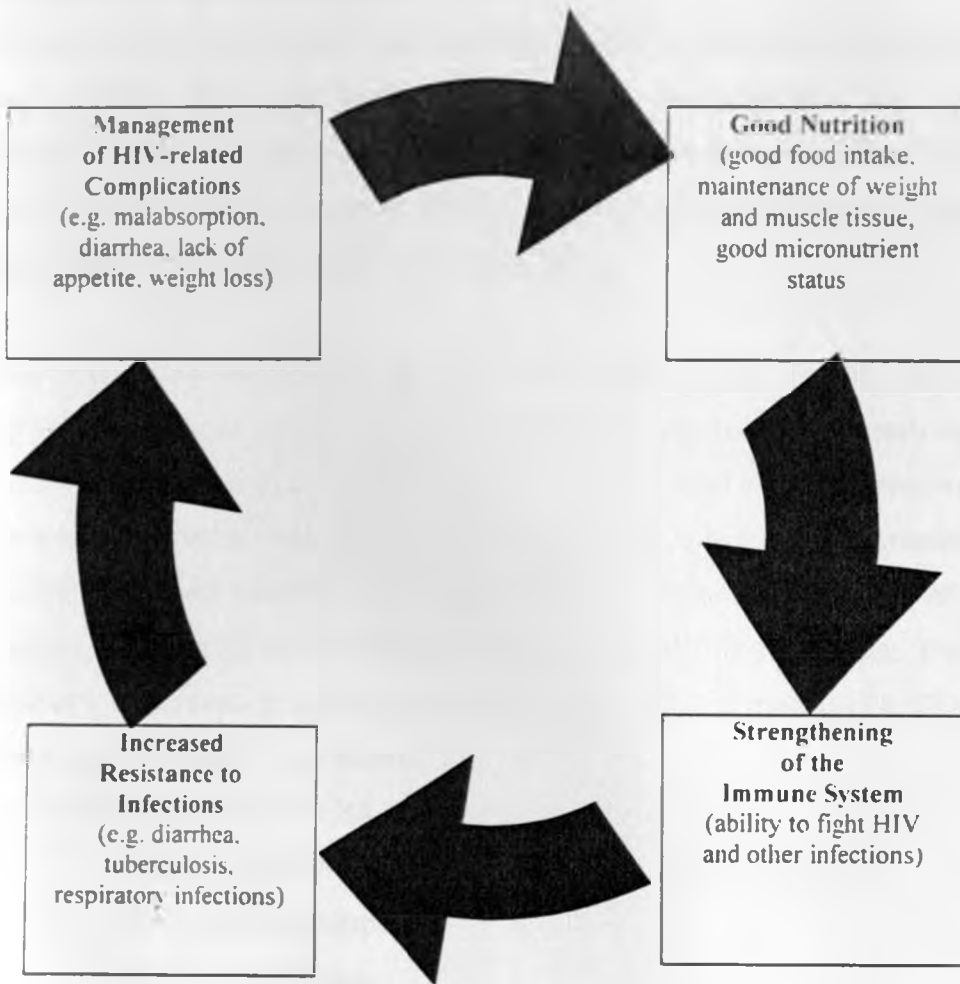 Management
of HIV-related
Complications
(e.g. malabsorption.
diarrhea, lack of
appetite, weight loss)
Good Nutrition
(good food intake.
maintenance of weight
and muscle tissue,
good micronutrient
status
Strengthening
of the
Immune System
(ability to fight HIV
and other infections)
Increased
Resistance to
Infections
(e.g. diarrhea,
tuberculosis,
respiratory infections)